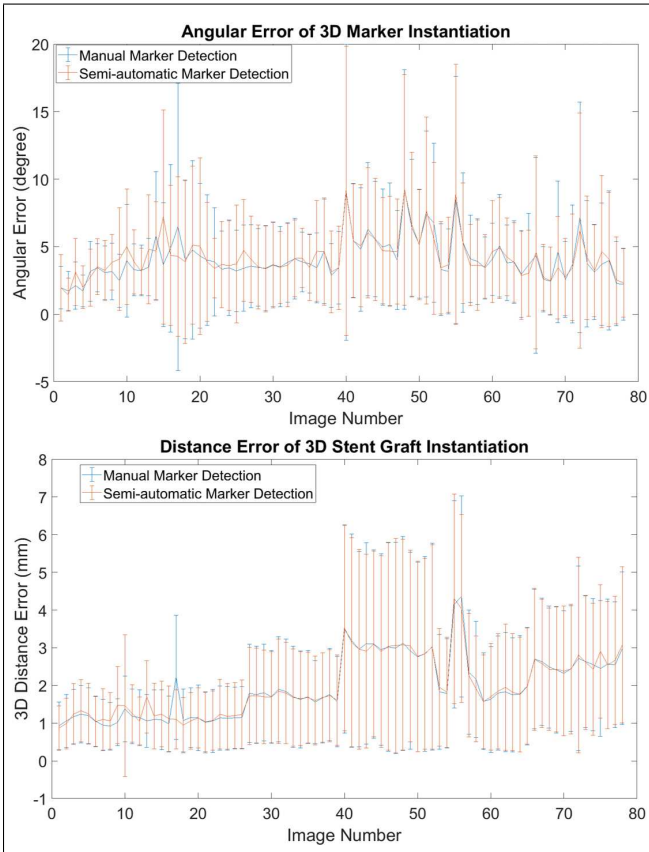 Angular Error of 3D Marker Instantiation
20
15
10
5
0
-5
Angular Error (degree)
Manual Marker Detection
Semi-automatic Marker Detection
0 10 20 30 40 50 60 70 80
Image Number
Distance Error of 3D Stent Graft Instantiation
8
7
6
5
4
3
2
1
0
-1
3D Distance Error (mm)
Manual Marker Detection
Semi-automatic Marker Detection
0 10 20 30 40 50 60 70 80
Image Number